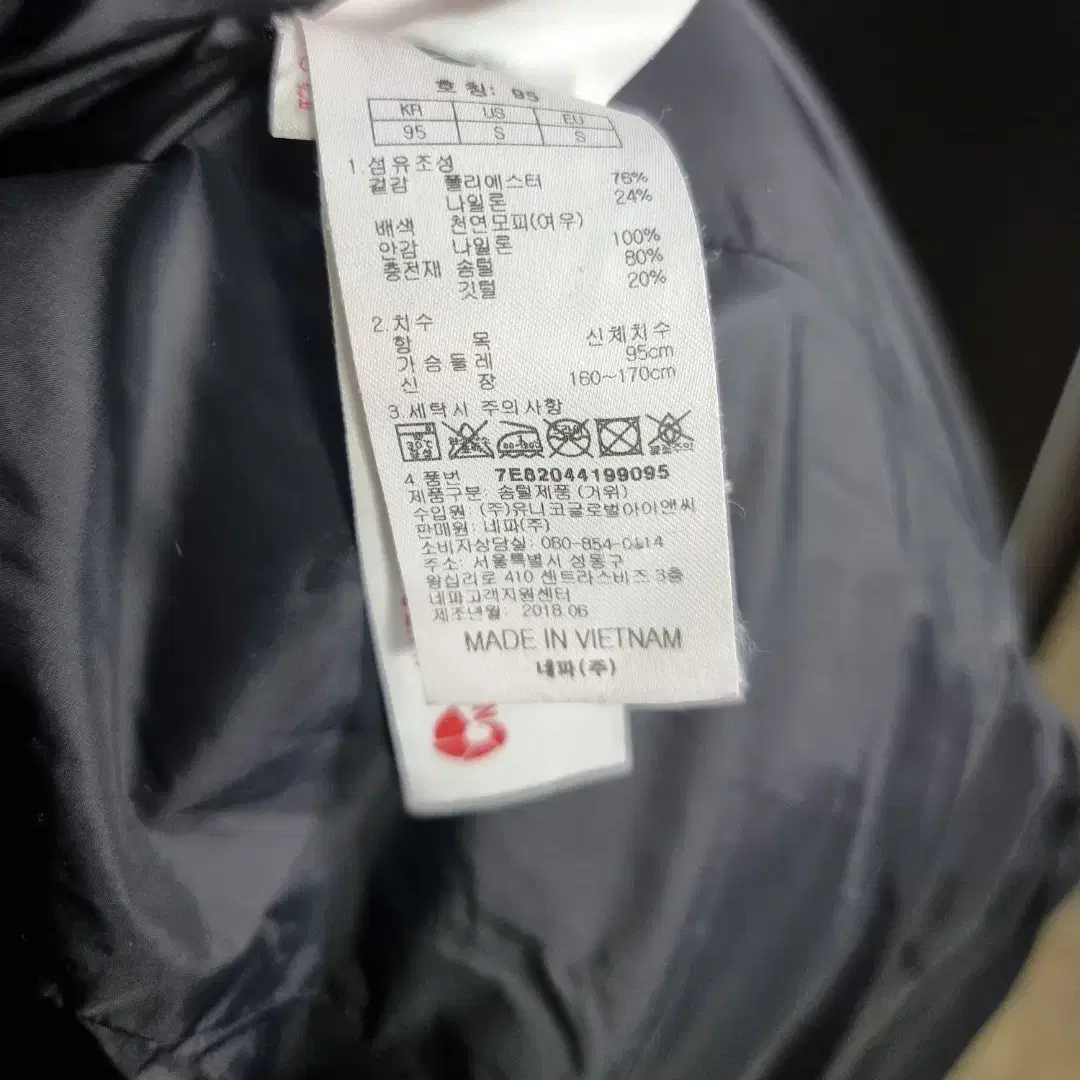 호 칭: 95
KR US EU
95 S S
1.섬유조성
겉감 폴리에스터 76%
나일론 24%
배색 천연모피(여우)
안감 나일론 100%
충전재 솜털 80%
깃털 20%
2.치수
항 목 신체치수
가슴둘레 95cm
신 장 160~170cm
3.세탁시 주의사항
30℃
4.품번 7E82044199095
제품구분: 솜털제품(거위)
수입원 (주)유니코글로벌아이앤씨
판매원: 네파(주)
소비자상담실: 080-854-0114
주소: 서울특별시 성동구
왕십리로 410 센트라스비즈 3층
네파고객지원센터
제조년월: 2018.06
MADE IN VIETNAM
네파(주)